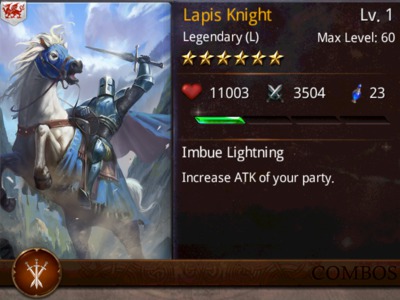 Lapis Knight Lv. 1
Legendary (L) Max Level: 60
11003 3504 23
Imbue Lightning
Increase ATK of your party.
COMBOS